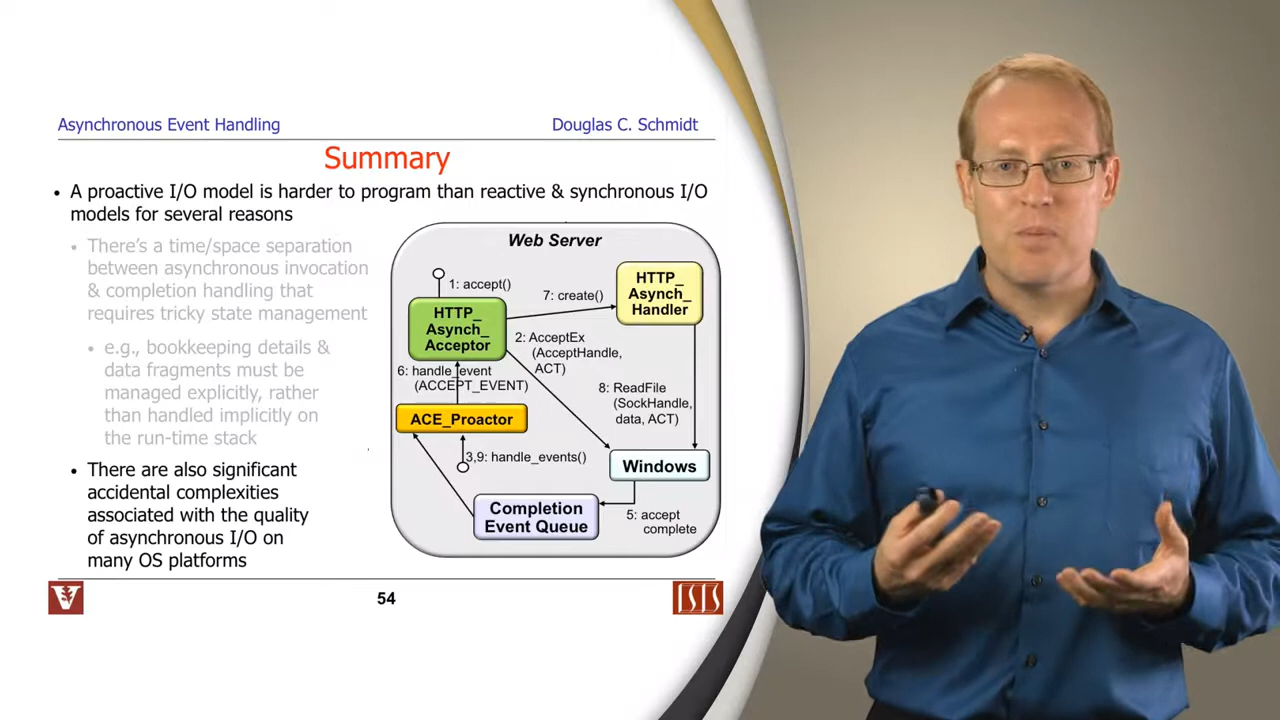 Asynchronous Event Handling
Douglas C. Schmidt
Summary
• A proactive I/O model is harder to program than reactive & synchronous I/O
models for several reasons
• There's a time/space separation
between asynchronous invocation
& completion handling that
requires tricky state management
• e.g., bookkeeping details &
data fragments must be
managed explicitly, rather
than handled implicitly on
the run-time stack
• There are also significant
accidental complexities
associated with the quality
of asynchronous I/O on
many OS platforms
Web Server
1: accept()
HTTP_
Asynch_
Acceptor
7: create()
HTTP_
Asynch_
Handler
2: AcceptEx
(AcceptHandle,
ACT)
6: handle_event
(ACCEPT_EVENT)
8: ReadFile
(SockHandle,
data, ACT)
ACE_Proactor
3,9: handle_events()
Windows
Completion
Event Queue
5: accept
complete
V
54
ISIS